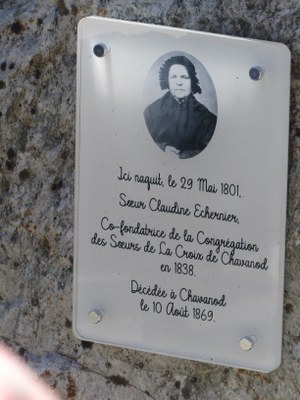 Ici naquit, le 29 Mai 1801,
Sœur Claudine Echernier,
Co-fondatrice de la Congrégation
des Sœurs de La Croix de Chavanod
en 1838.
Décédée à Chavanod
le 10 Août 1869.